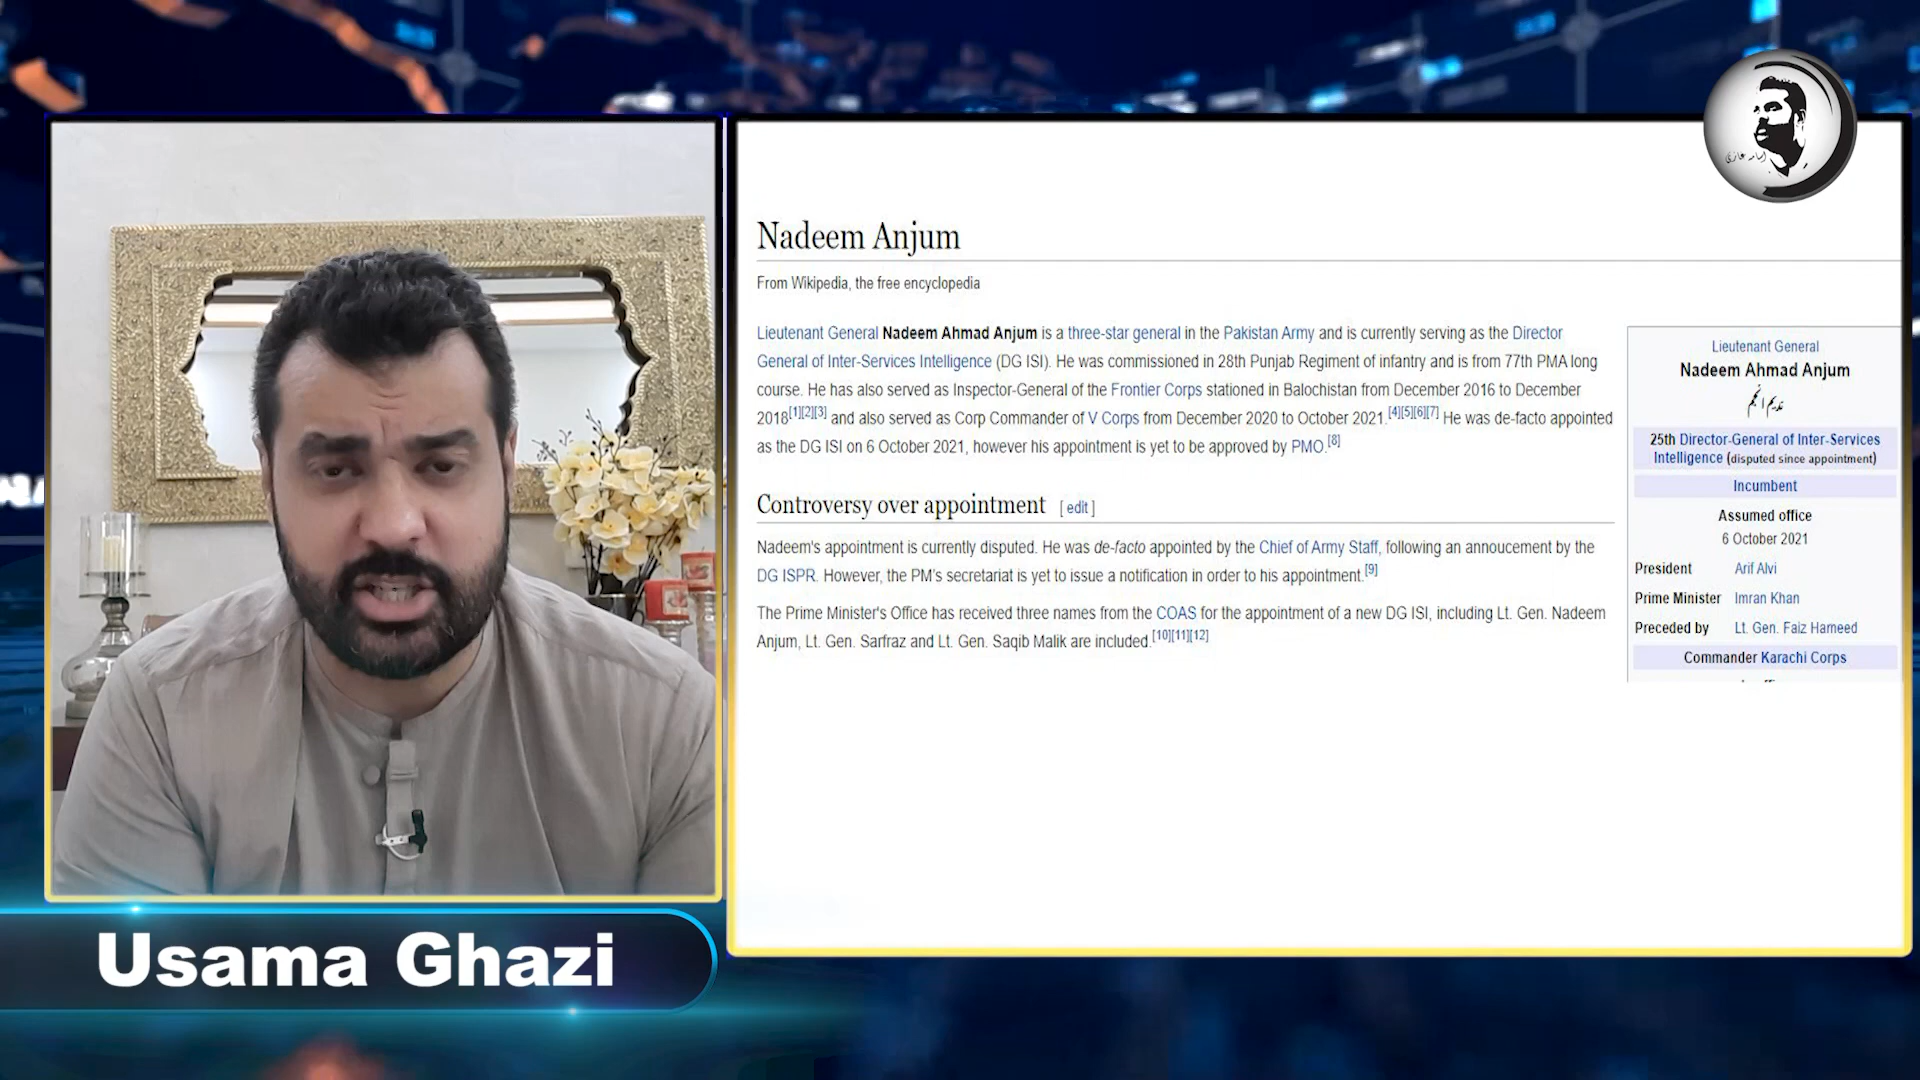 Nadeem Anjum
From Wikipedia, the free encyclopedia
Lieutenant General Nadeem Ahmad Anjum is a three-star general in the Pakistan Army and is currently serving as the Director
General of Inter-Services Intelligence (DG ISI). He was commissioned in 28th Punjab Regiment of infantry and is from 77th PMA long
course. He has also served as Inspector-General of the Frontier Corps stationed in Balochistan from December 2016 to December
2018[1][2][3] and also served as Corp Commander of V Corps from December 2020 to October 2021.[4][5][6][7] He was de-facto appointed
as the DG ISI on 6 October 2021, however his appointment is yet to be approved by PMO.[8]
Controversy over appointment [ edit ]
Nadeem's appointment is currently disputed. He was de-facto appointed by the Chief of Army Staff, following an annoucement by the
DG ISPR. However, the PM's secretariat is yet to issue a notification in order to his appointment.[9]
The Prime Minister's Office has received three names from the COAS for the appointment of a new DG ISI, including Lt. Gen. Nadeem
Anjum, Lt. Gen. Sarfraz and Lt. Gen. Saqib Malik are included.[10][11][12]
Lieutenant General
Nadeem Ahmad Anjum
ندیم انجم
25th Director-General of Inter-Services
Intelligence (disputed since appointment)
Incumbent
Assumed office
6 October 2021
President Arif Alvi
Prime Minister Imran Khan
Preceded by Lt. Gen. Faiz Hameed
Commander Karachi Corps
اسامہ غازی
Usama Ghazi